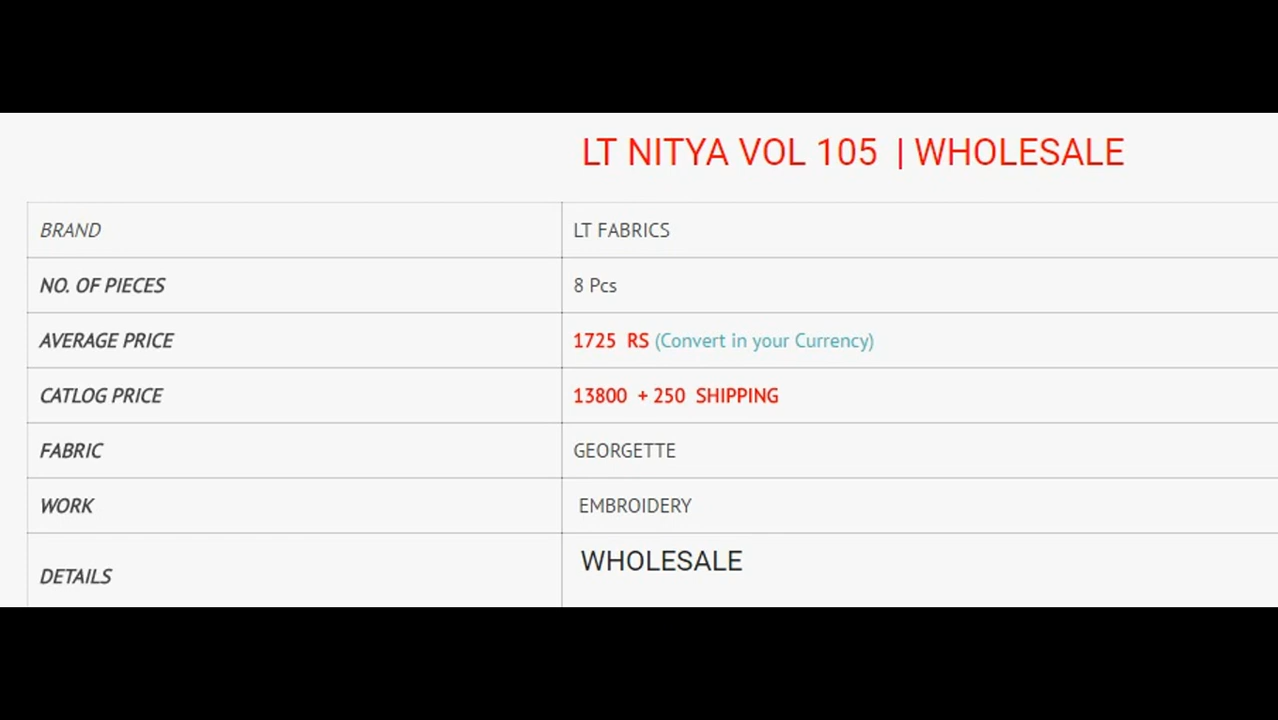 LT NITYA VOL 105 | WHOLESALE
BRAND LT FABRICS
NO. OF PIECES 8 Pcs
AVERAGE PRICE 1725 RS (Convert in your Currency)
CATLOG PRICE 13800 + 250 SHIPPING
FABRIC GEORGETTE
WORK EMBROIDERY
DETAILS WHOLESALE